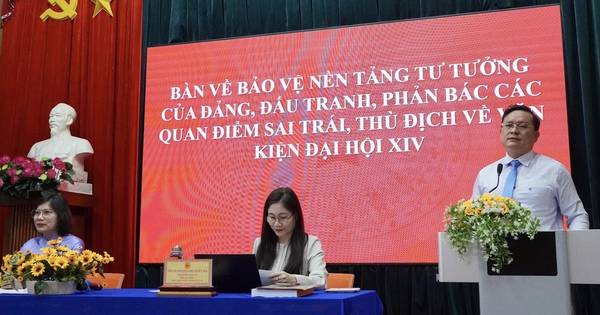 BÀN VỀ BẢO VỆ NỀN TẢNG TƯ TƯỞNG
CỦA ĐẢNG, ĐẤU TRANH, PHẢN BÁC CÁC
QUAN ĐIỂM SAI TRÁI, THÙ ĐỊCH VỀ VĂN
KIỆN ĐẠI HỘI XIV